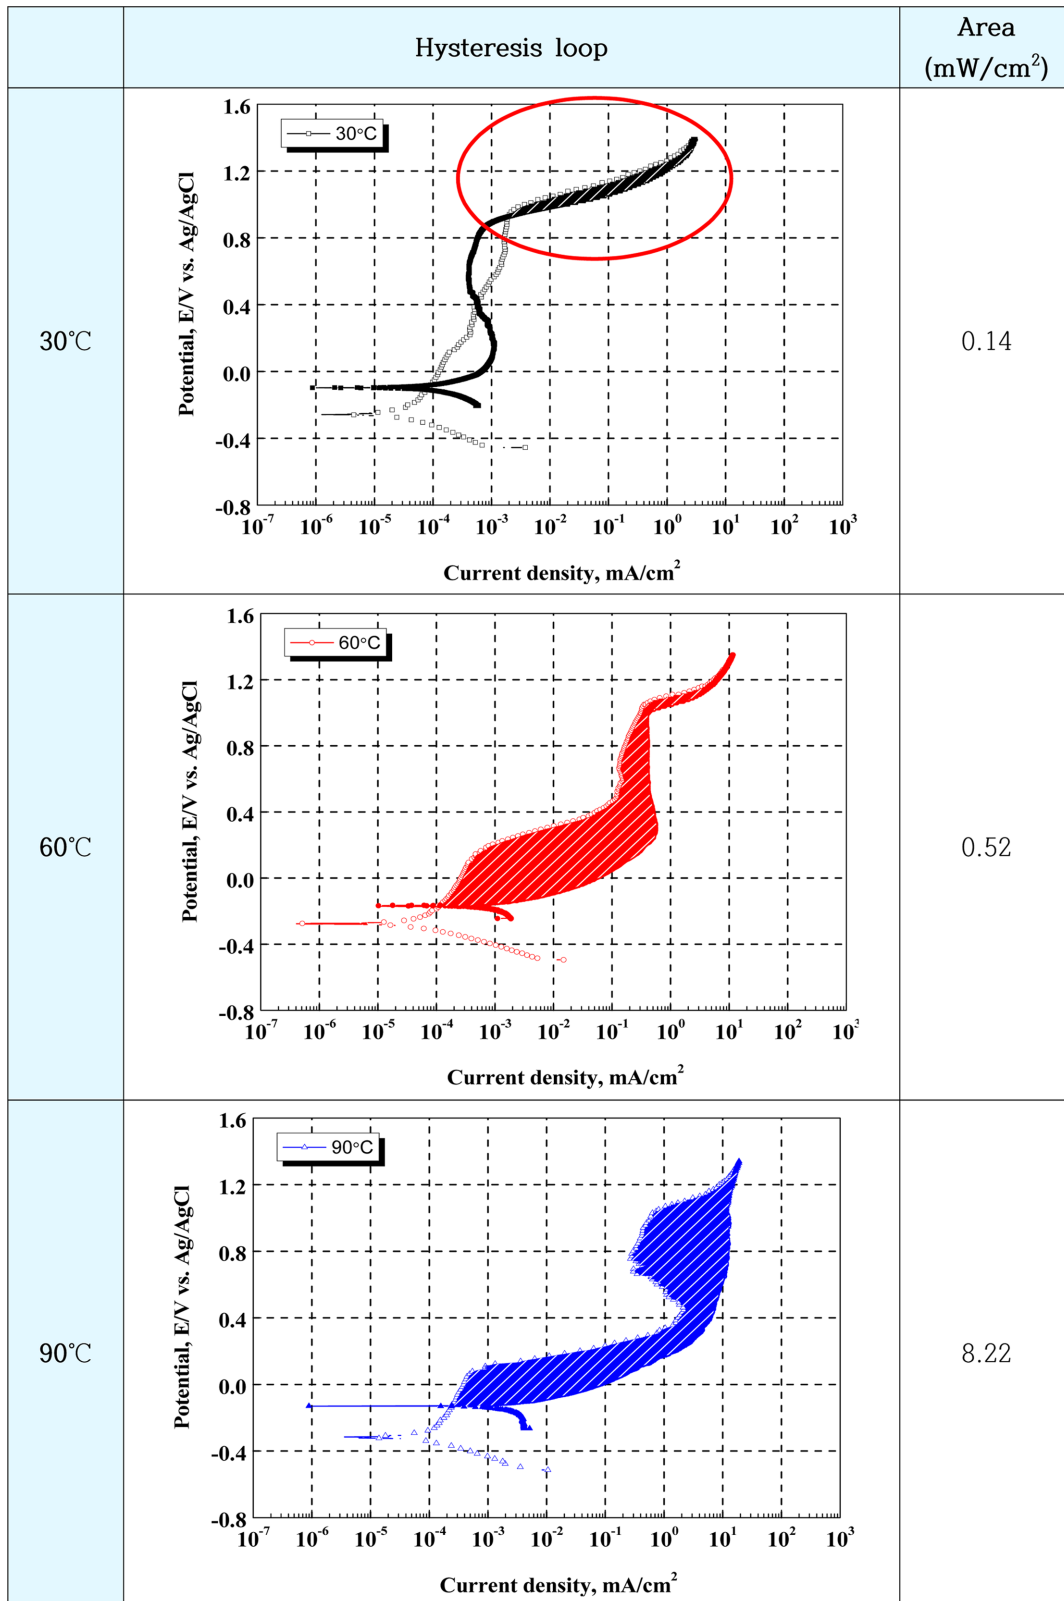 Hysteresis loop
Area
(mW/cm²)
30℃
1.6
1.2
0.8
0.4
0.0
-0.4
-0.8
Potential, E/V vs. Ag/AgCl
30°C
10⁻⁷ 10⁻⁶ 10⁻⁵ 10⁻⁴ 10⁻³ 10⁻² 10⁻¹ 10⁰ 10¹ 10² 10³
Current density, mA/cm²
0.14
60℃
1.6
1.2
0.8
0.4
0.0
-0.4
-0.8
Potential, E/V vs. Ag/AgCl
60°C
10⁻⁷ 10⁻⁶ 10⁻⁵ 10⁻⁴ 10⁻³ 10⁻² 10⁻¹ 10⁰ 10¹ 10² 10³
Current density, mA/cm²
0.52
90℃
1.6
1.2
0.8
0.4
0.0
-0.4
-0.8
Potential, E/V vs. Ag/AgCl
90°C
10⁻⁷ 10⁻⁶ 10⁻⁵ 10⁻⁴ 10⁻³ 10⁻² 10⁻¹ 10⁰ 10¹ 10² 10³
Current density, mA/cm²
8.22